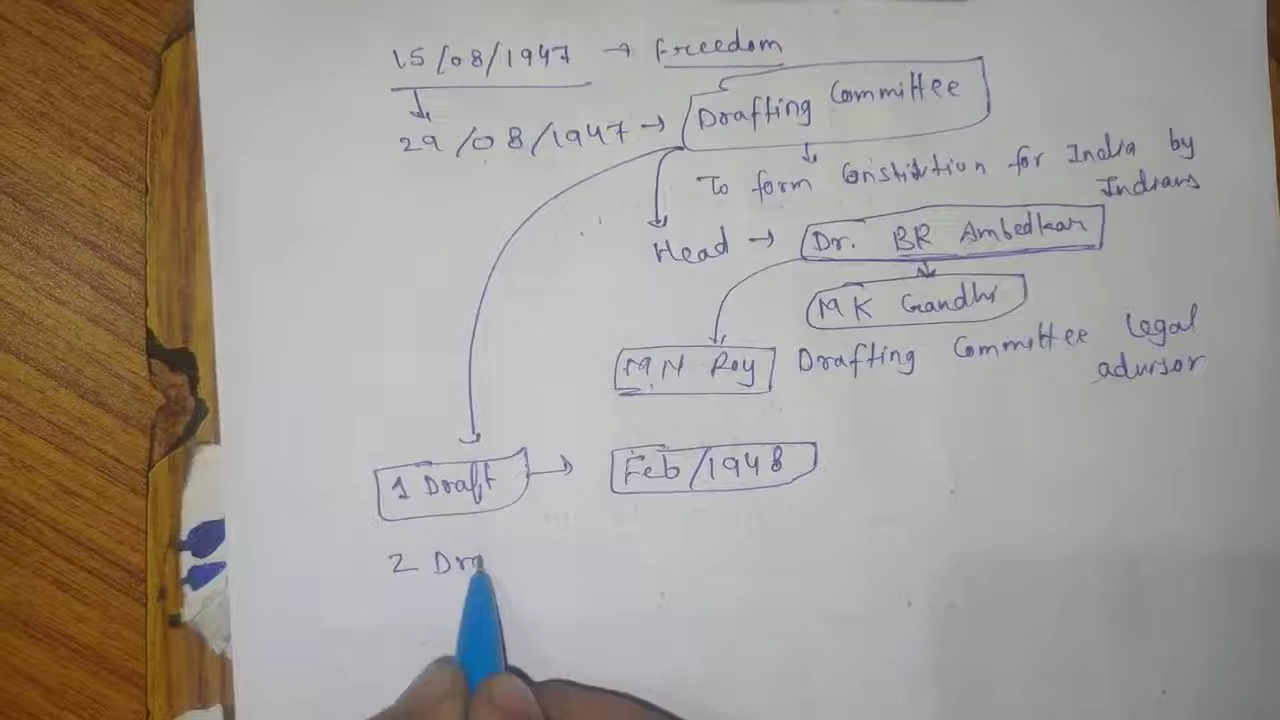 15/08/1947 → Freedom
29/08/1947 → Drafting Committee
To form Constitution for India by
Indians
Head → Dr. BR Ambedkar
MK Gandhi
M.N Roy Drafting Committee legal
advisor
1 Draft → Feb/1948
2 Dra